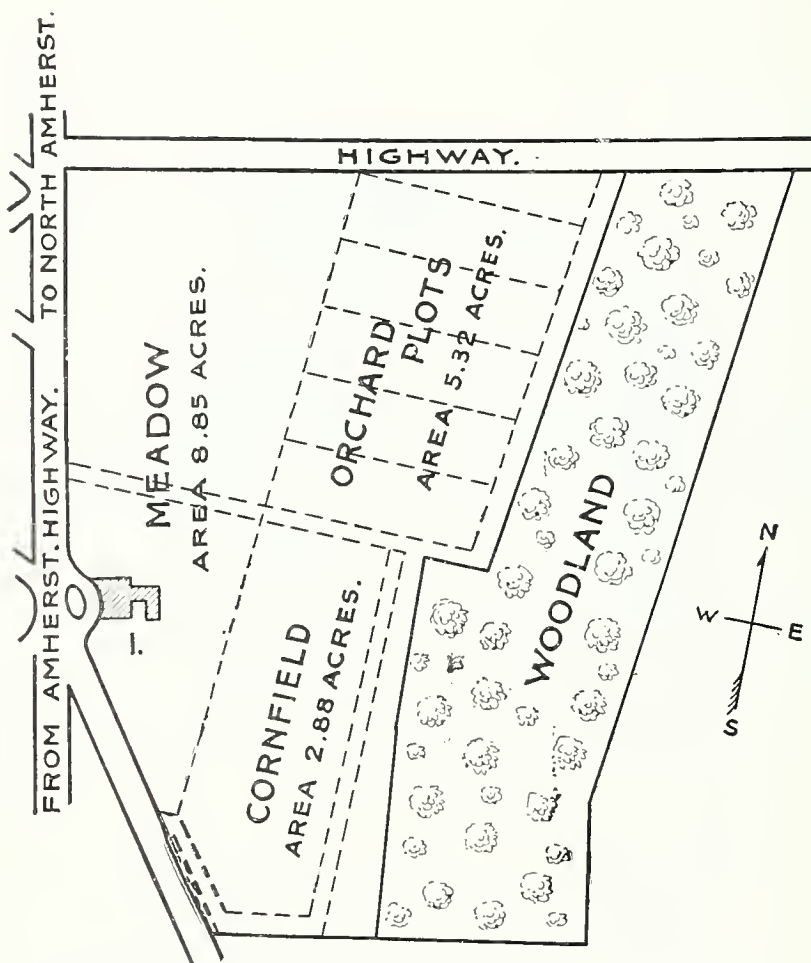 FROM AMHERST. HIGHWAY. TO NORTH AMHERST.
HIGHWAY.
MEADOW
AREA 8.85 ACRES.
ORCHARD
PLOTS
AREA 5.32 ACRES.
1.
CORNFIELD
AREA 2.88 ACRES.
WOODLAND
N
W
E
S